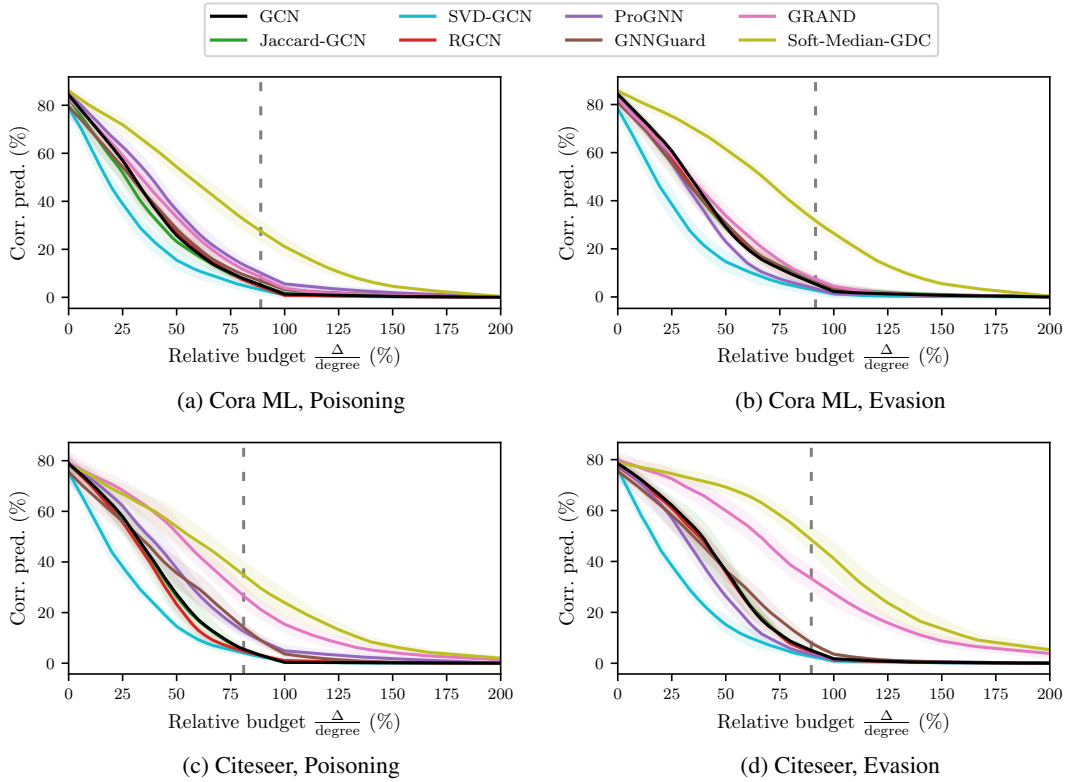 GCN SVD-GCN ProGNN GRAND
Jaccard-GCN RGCN GNNGuard Soft-Median-GDC
Corr. pred. (%)
80
60
40
20
0
0 25 50 75 100 125 150 175 200
Relative budget Δ/degree (%)
(a) Cora ML, Poisoning
Corr. pred. (%)
80
60
40
20
0
0 25 50 75 100 125 150 175 200
Relative budget Δ/degree (%)
(b) Cora ML, Evasion
Corr. pred. (%)
80
60
40
20
0
0 25 50 75 100 125 150 175 200
Relative budget Δ/degree (%)
(c) Citeseer, Poisoning
Corr. pred. (%)
80
60
40
20
0
0 25 50 75 100 125 150 175 200
Relative budget Δ/degree (%)
(d) Citeseer, Evasion